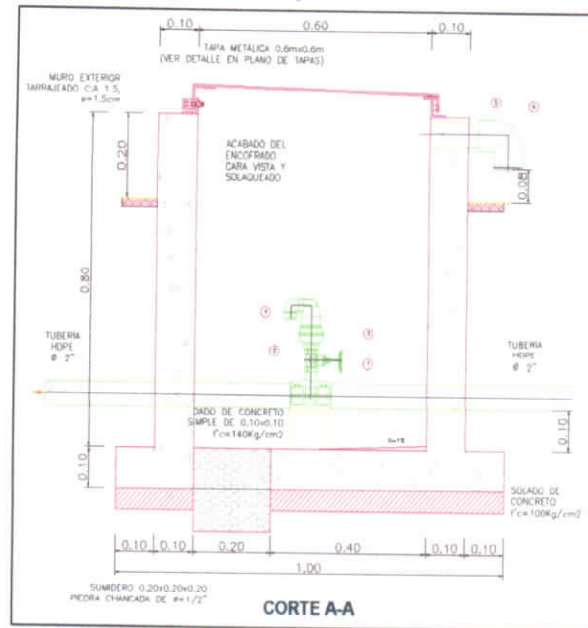 0.10
0.60
0.10
TAPA METÁLICA 0.6mx0.6m
(VER DETALLE EN PLANO DE TAPAS)
MURO EXTERIOR
TARRAJEADO C:A 1:5,
e=1.5cm
ACABADO DEL
ENCOFRADO
CARA VISTA Y
SOLAQUEADO
0.20
0.08
0.80
TUBERIA
HDPE
Ø 2"
TUBERIA
HDPE
Ø 2"
DADO DE CONCRETO
SIMPLE DE 0.10x0.10
f'c=140Kg/cm2
0.10
0.10
SOLADO DE
CONCRETO
f'c=100Kg/cm2
0.10
0.10
0.20
0.40
0.10
0.10
1.00
SUMIDERO 0.20x0.20x0.20
PIEDRA CHANCADA DE ø=1/2"
CORTE A-A